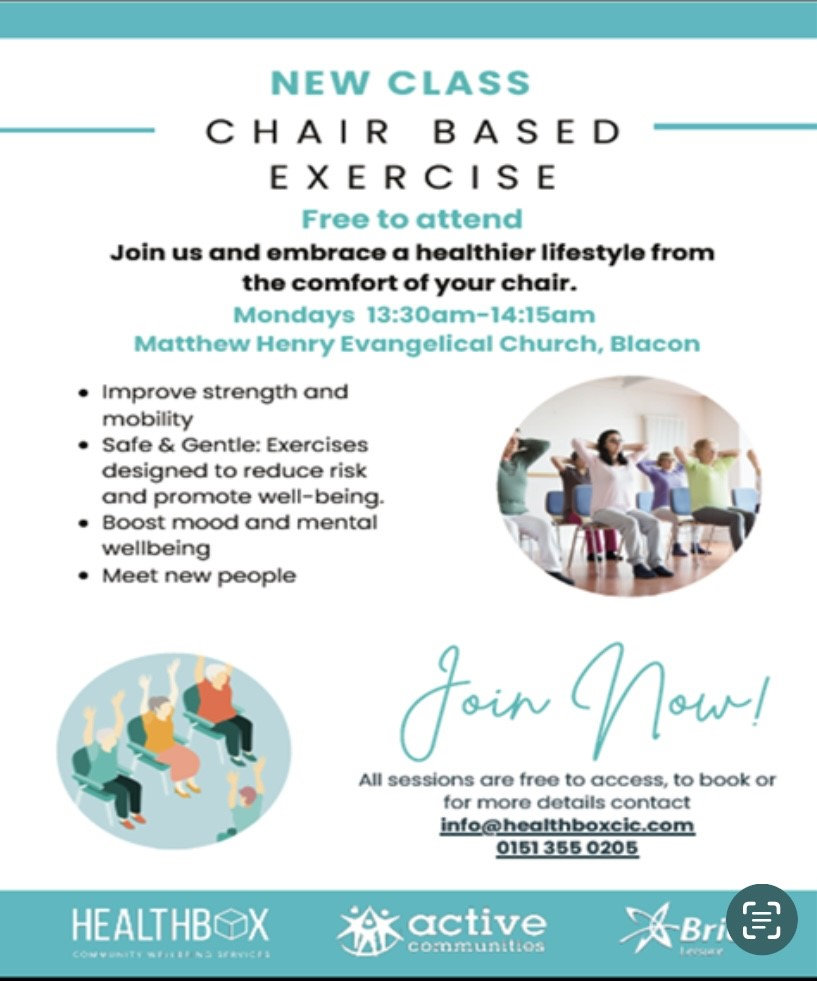 NEW CLASS
CHAIR BASED
EXERCISE
Free to attend
Join us and embrace a healthier lifestyle from
the comfort of your chair.
Mondays 13:30am-14:15am
Matthew Henry Evangelical Church, Blacon
• Improve strength and
mobility
• Safe & Gentle: Exercises
designed to reduce risk
and promote well-being.
• Boost mood and mental
wellbeing
• Meet new people
Join Now!
All sessions are free to access, to book or
for more details contact
info@healthboxcic.com
0151 355 0205
HEALTHBOX
COMMUNITY WELLBEING SERVICES
active
communities
leisure